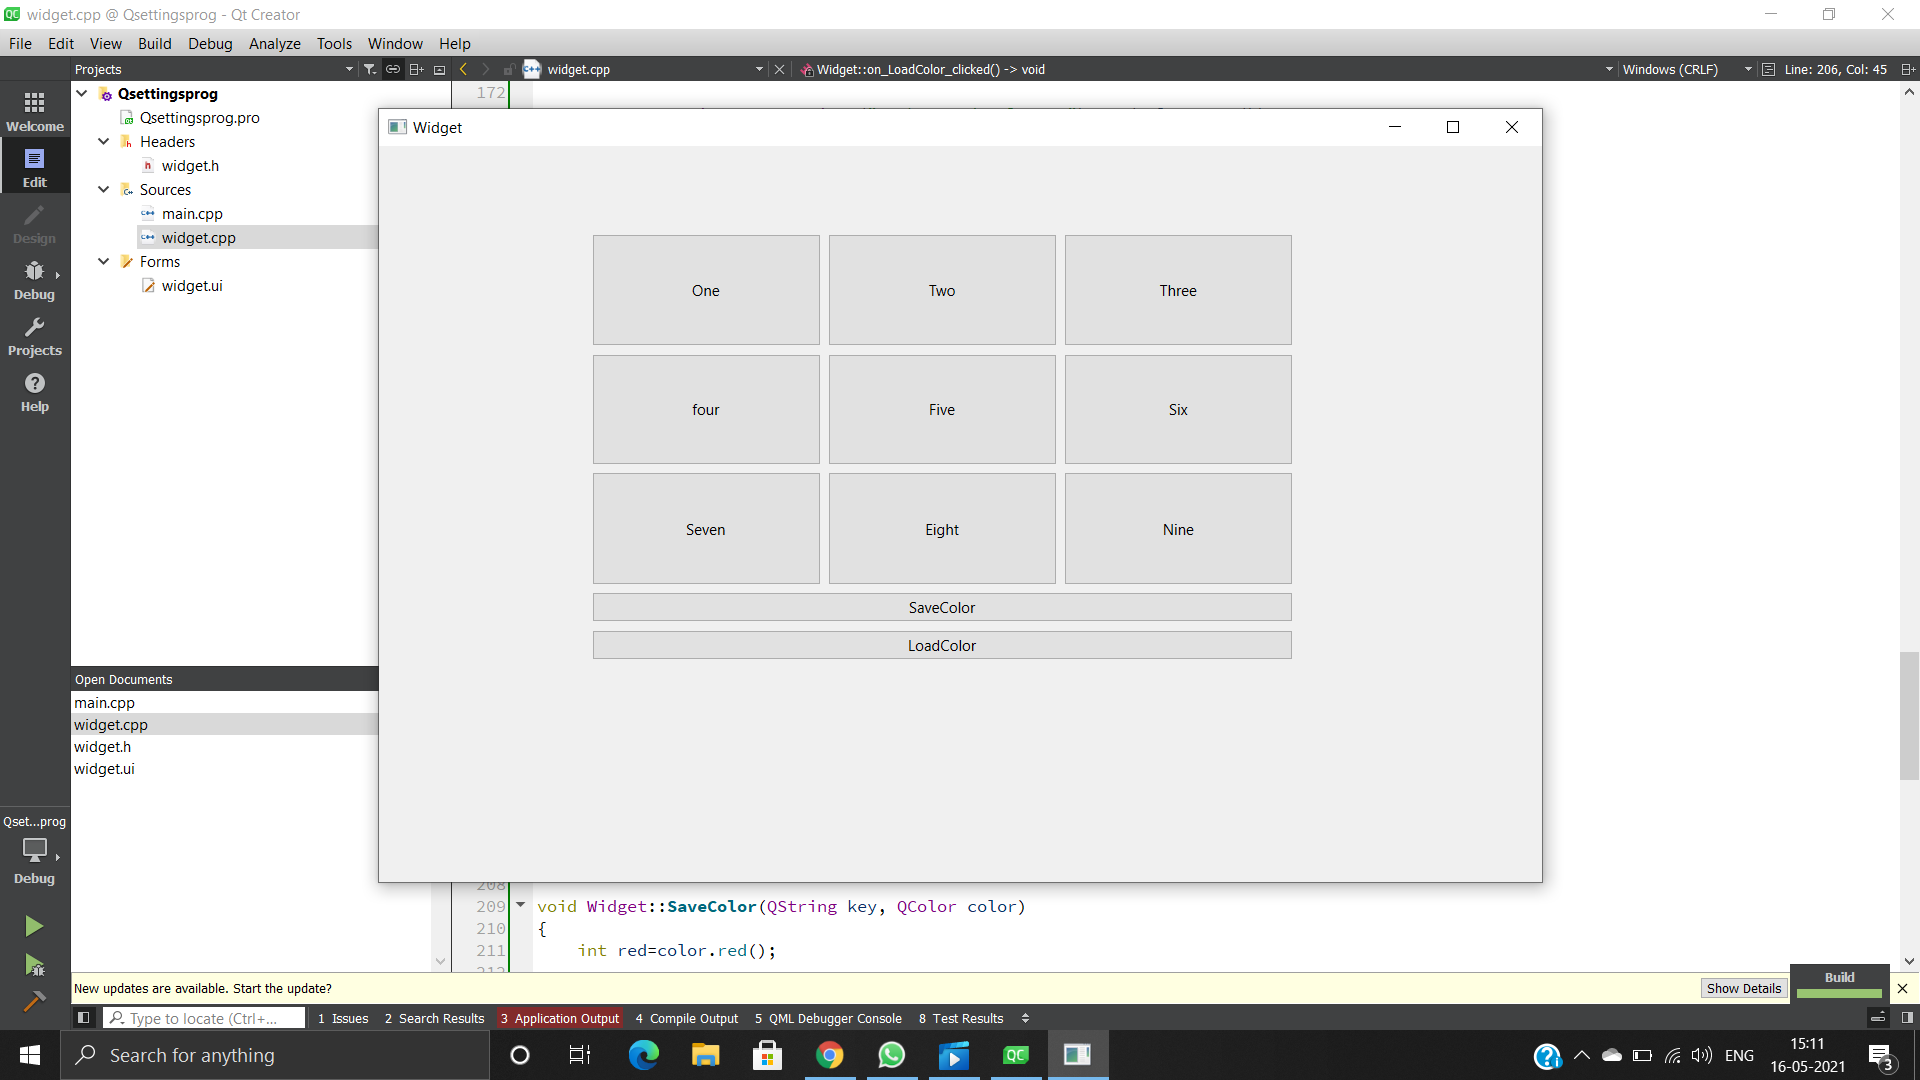 widget.cpp @ Qsettingsprog - Qt Creator
File Edit View Build Debug Analyze Tools Window Help
Projects
widget.cpp
Widget::on_LoadColor_clicked() -> void
Windows (CRLF)
Line: 206, Col: 45
Welcome
Edit
Design
Debug
Projects
Help
Qsettingsprog
Qsettingsprog.pro
Headers
widget.h
Sources
main.cpp
widget.cpp
Forms
widget.ui
172
Widget
One Two Three
four Five Six
Seven Eight Nine
SaveColor
LoadColor
Open Documents
main.cpp
widget.cpp
widget.h
widget.ui
Qset...prog
Debug
208
209 void Widget::SaveColor(QString key, QColor color)
210 {
211 int red=color.red();
212
New updates are available. Start the update?
Show Details
Build
Type to locate (Ctrl+...
1 Issues 2 Search Results 3 Application Output 4 Compile Output 5 QML Debugger Console 8 Test Results
Search for anything
ENG
15:11
16-05-2021
3